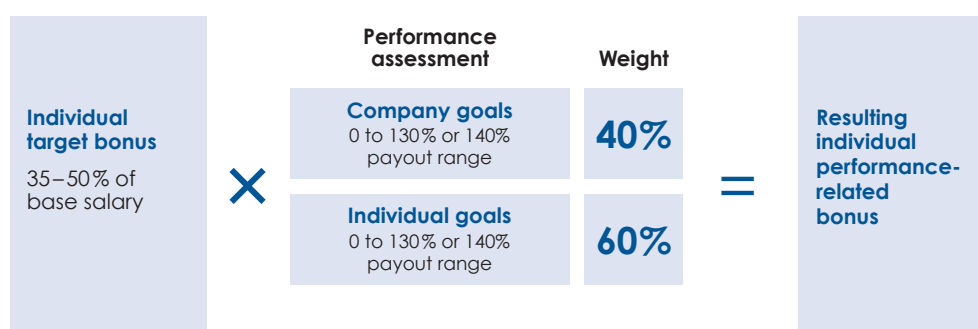 Individual
target bonus
35–50% of
base salary
×
Performance
assessment
Weight
Company goals
0 to 130% or 140%
payout range
40%
Individual goals
0 to 130% or 140%
payout range
60%
=
Resulting
individual
performance-
related
bonus